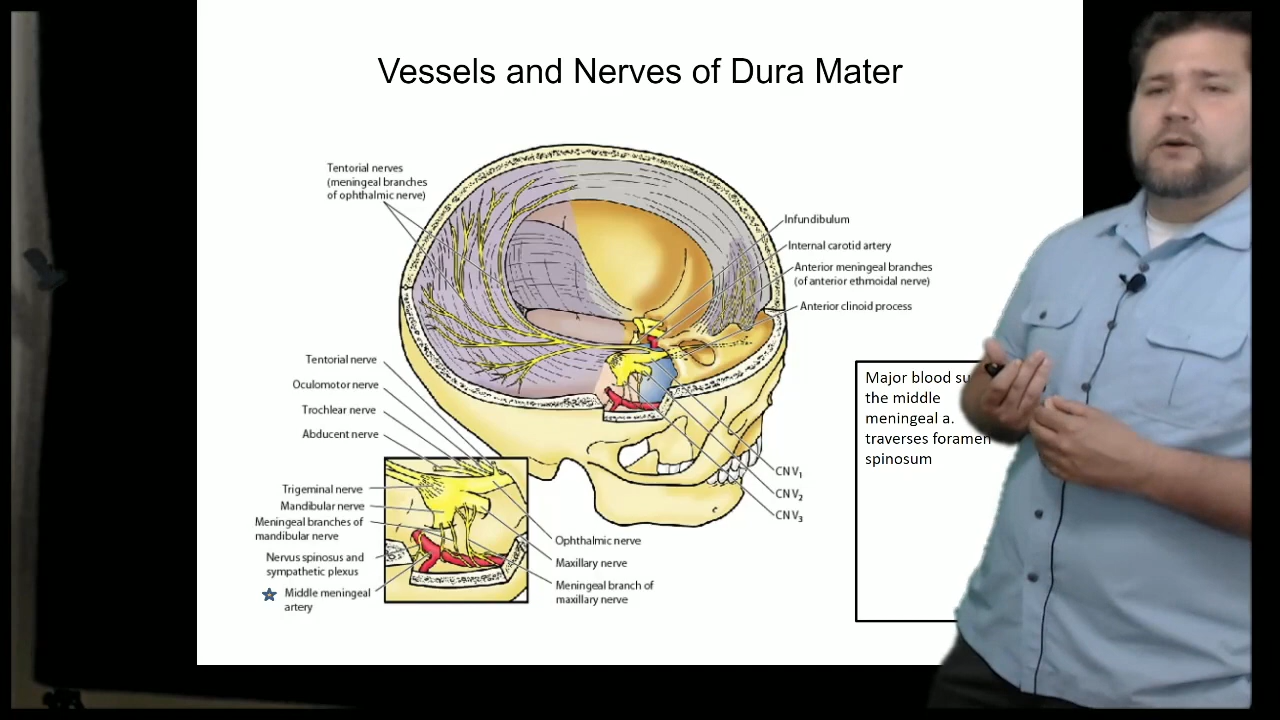 Vessels and Nerves of Dura Mater
Tentorial nerves
(meningeal branches
of ophthalmic nerve)
Infundibulum
Internal carotid artery
Anterior meningeal branches
(of anterior ethmoidal nerve)
Anterior clinoid process
Tentorial nerve
Oculomotor nerve
Trochlear nerve
Abducent nerve
Trigeminal nerve
Mandibular nerve
Meningeal branches of
mandibular nerve
Nervus spinosus and
sympathetic plexus
Middle meningeal
artery
CN V1
CN V2
CN V3
Ophthalmic nerve
Maxillary nerve
Meningeal branch of
maxillary nerve
Major blood
the middle
meningeal a.
traverses foramen
spinosum